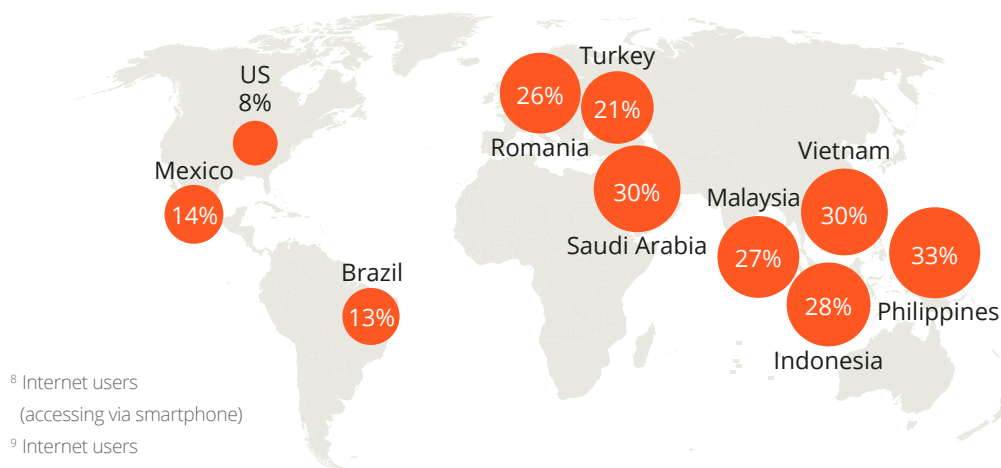 US
8%
Mexico
14%
Brazil
13%
26%
Romania
Turkey
21%
30%
Saudi Arabia
Vietnam
30%
Malaysia
27%
33%
Philippines
28%
Indonesia
⁸ Internet users
(accessing via smartphone)
⁹ Internet users